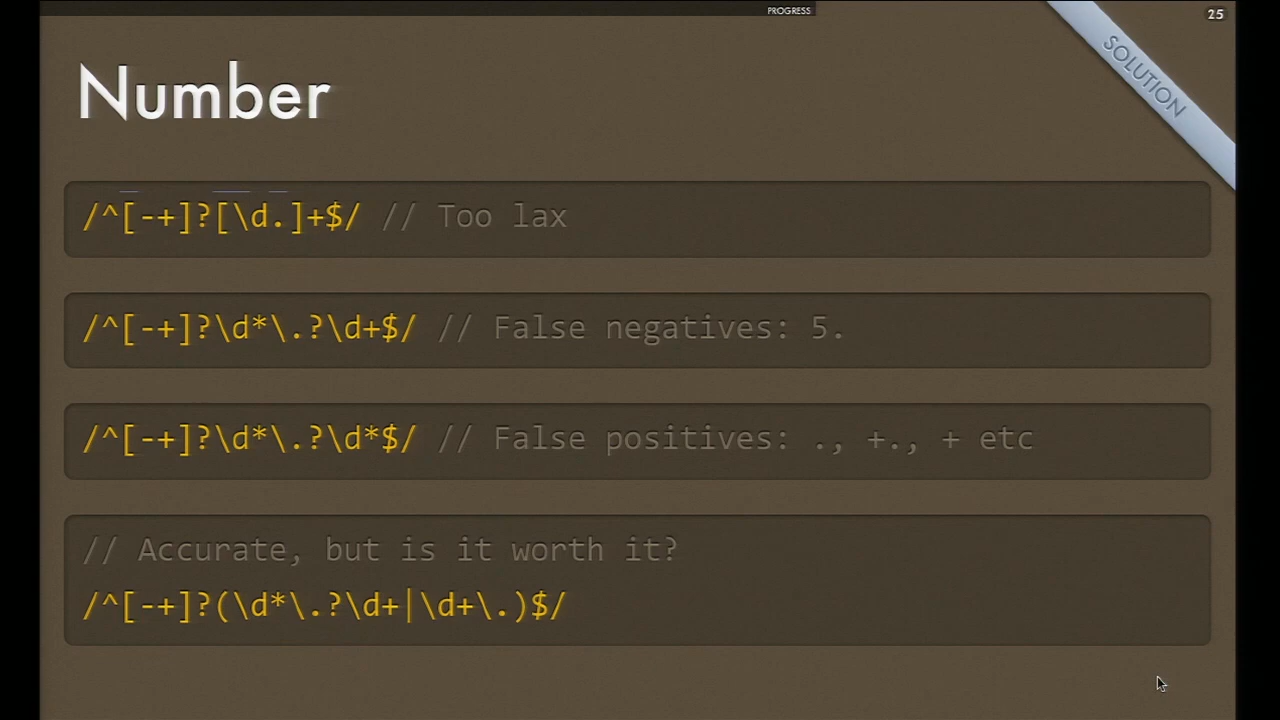 PROGRESS
25
SOLUTION
Number
/^[-+]?[\d.]+$/ // Too lax
/^[-+]?\d*\.?\d+$/ // False negatives: 5.
/^[-+]?\d*\.?\d*$/ // False positives: ., +., + etc
// Accurate, but is it worth it?
/^[-+]?(\d*\.?\d+|\d+\.)$/